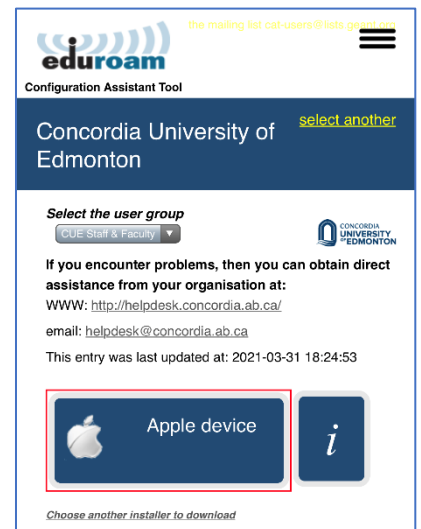 the mailing list cat-users@lists.geant.org
eduroam
Configuration Assistant Tool
Concordia University of
Edmonton
select another
Select the user group
CUE Staff & Faculty
CONCORDIA
UNIVERSITY
OF EDMONTON
If you encounter problems, then you can obtain direct
assistance from your organisation at:
WWW: http://helpdesk.concordia.ab.ca/
email: helpdesk@concordia.ab.ca
This entry was last updated at: 2021-03-31 18:24:53
Apple device
i
Choose another installer to download